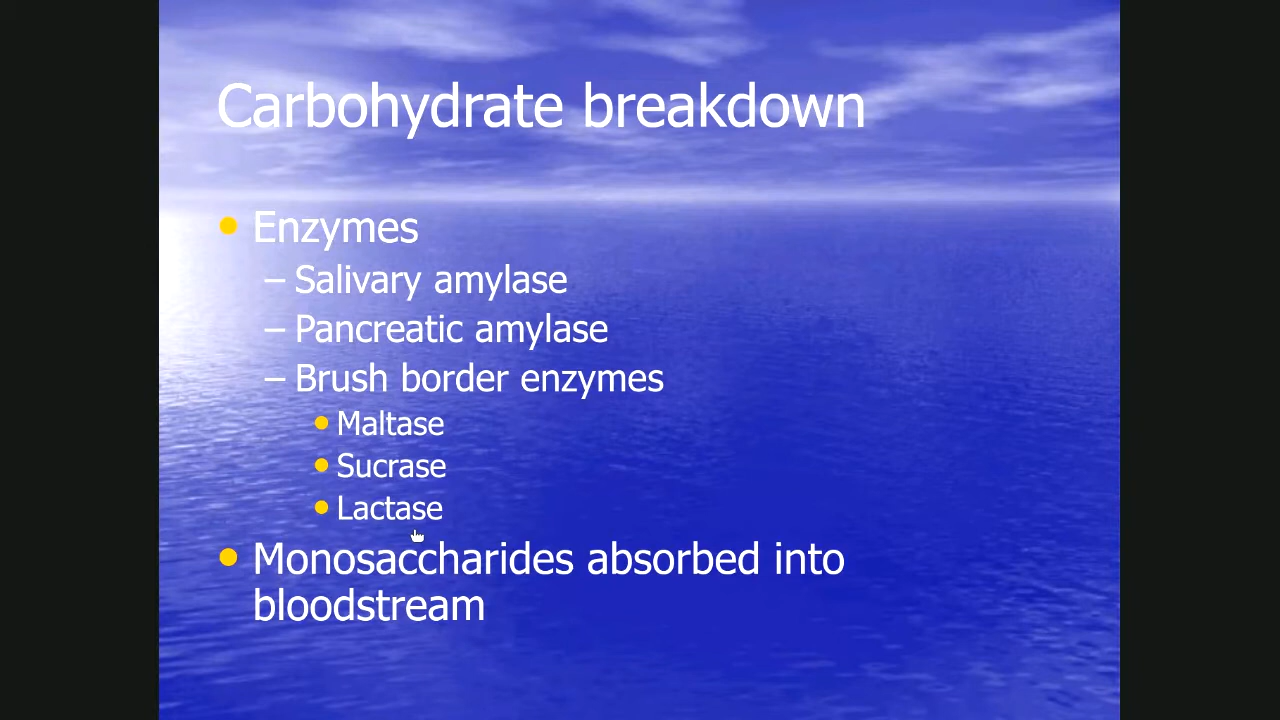 Carbohydrate breakdown
• Enzymes
– Salivary amylase
– Pancreatic amylase
– Brush border enzymes
• Maltase
• Sucrase
• Lactase
• Monosaccharides absorbed into
bloodstream